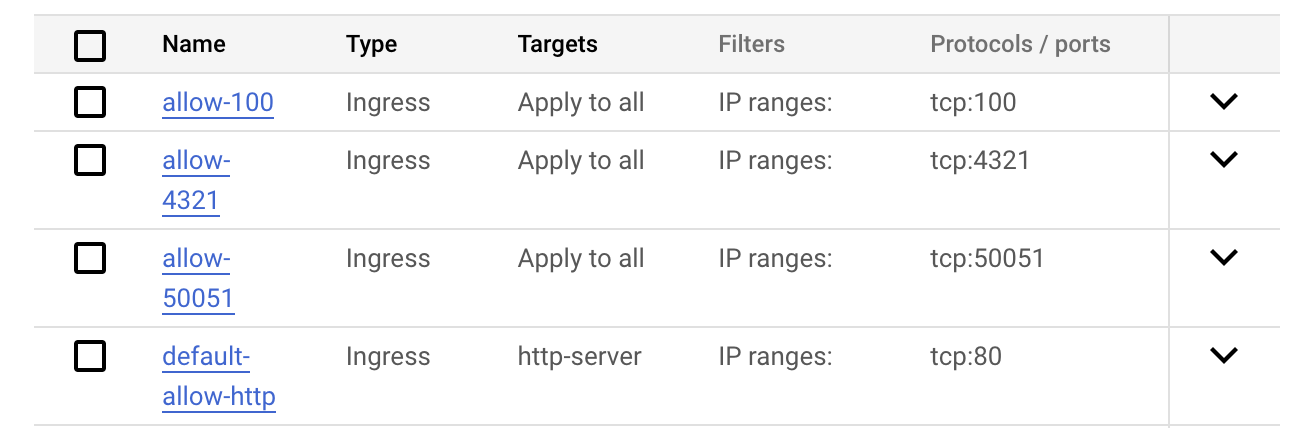 Name Type Targets Filters Protocols / ports
allow-100 Ingress Apply to all IP ranges: tcp:100
allow- Ingress Apply to all IP ranges: tcp:4321
4321
allow- Ingress Apply to all IP ranges: tcp:50051
50051
default- Ingress http-server IP ranges: tcp:80
allow-http